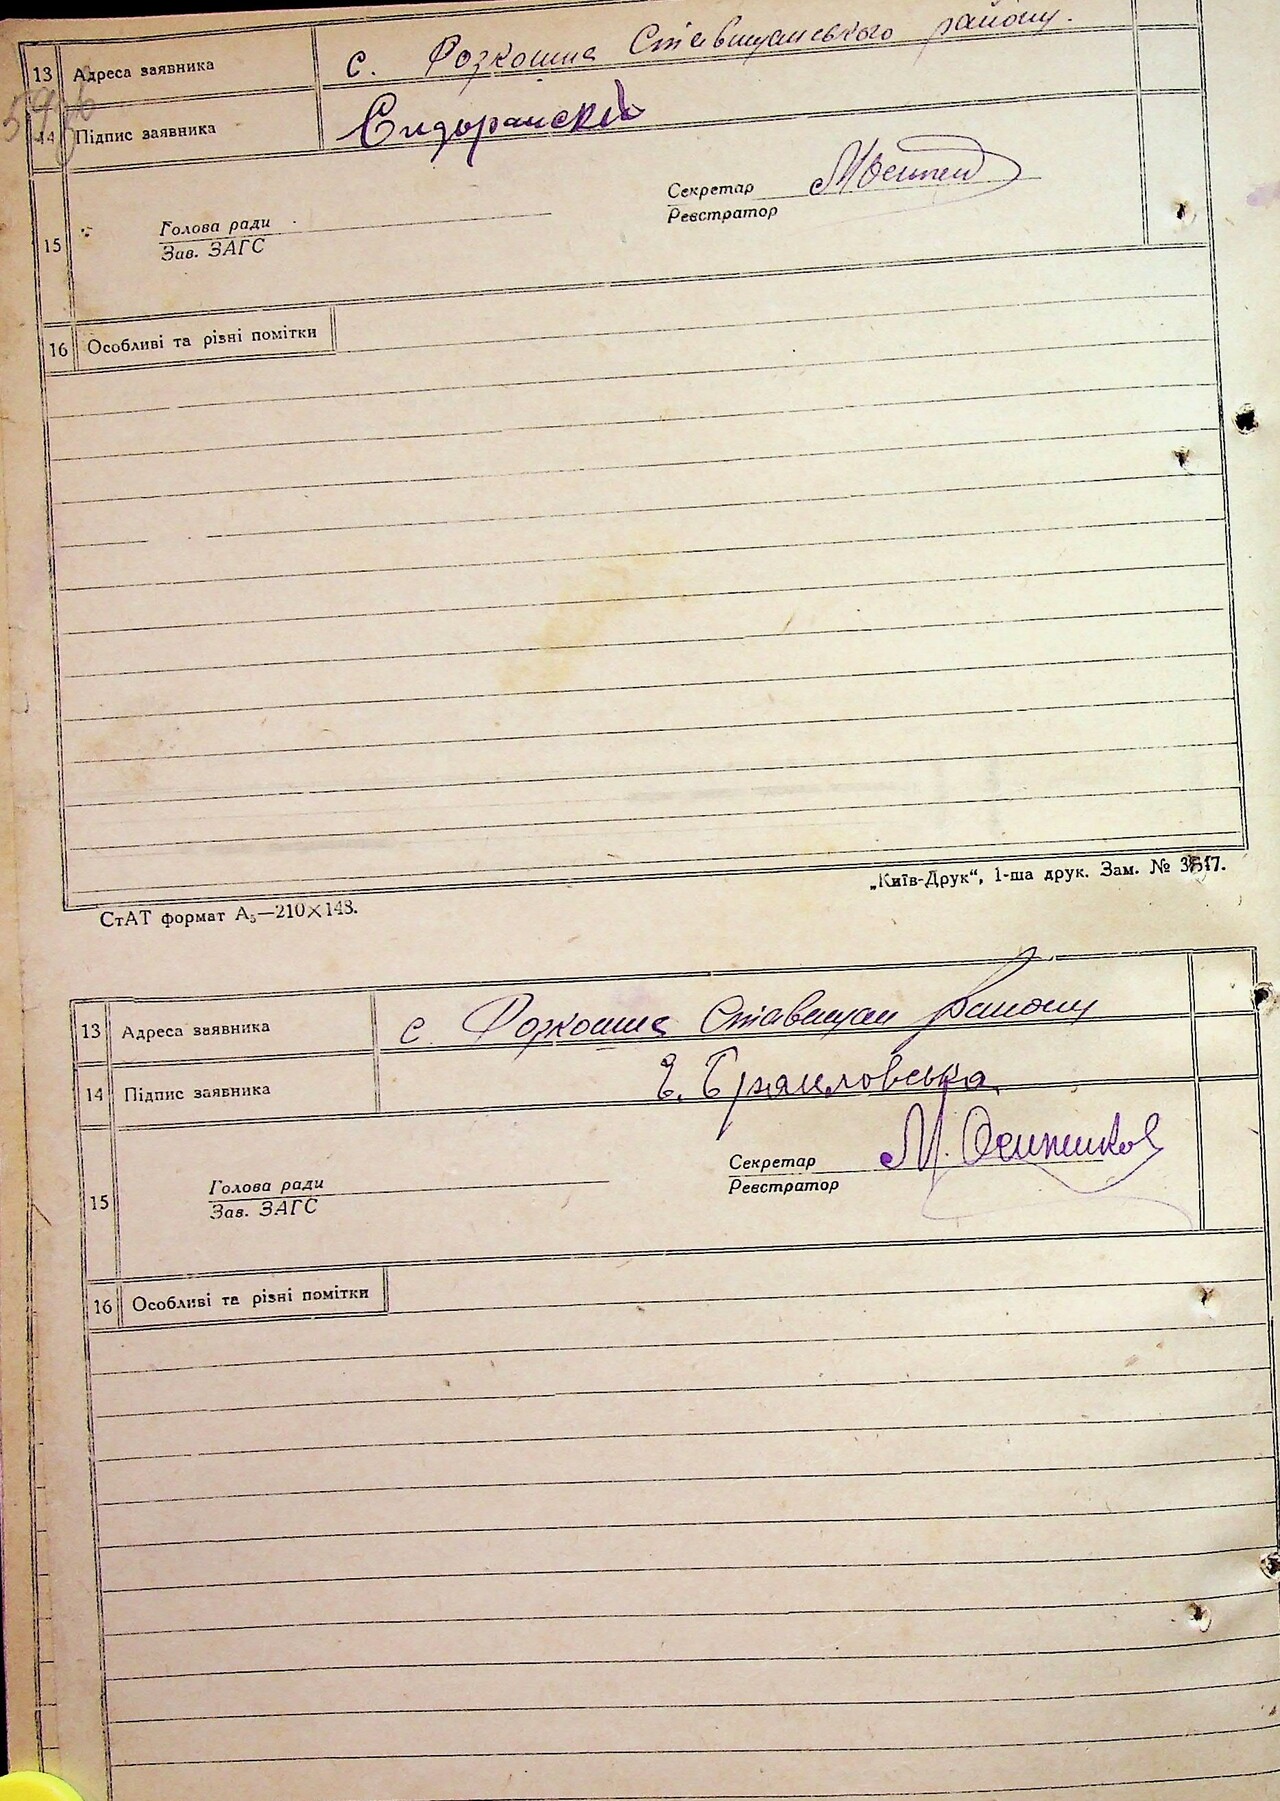 13 Адреса заявника с. Розкошна Ставищанського району.
14 Підпис заявника
Секретар
Реєстратор
15 Голова ради
Зав. ЗАГС
16 Особливі та різні помітки
СтАТ формат А₅—210×148.
„Київ-Друк“, 1-ша друк. Зам. №
13 Адреса заявника с. Розкошна Ставищан району
14 Підпис заявника Є. Браиловська
Секретар М.
Реєстратор
15 Голова ради
Зав. ЗАГС
16 Особливі та різні помітки